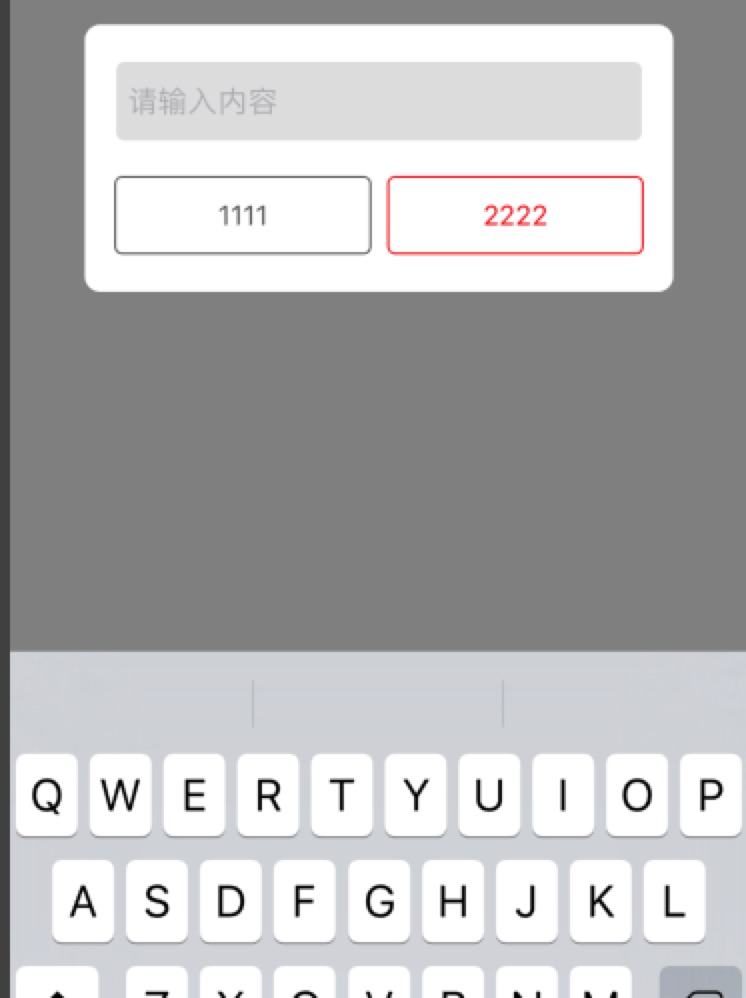 请输入内容
1111 2222
Q W E R T Y U I O P
A S D F G H J K L
Z X C V B N M